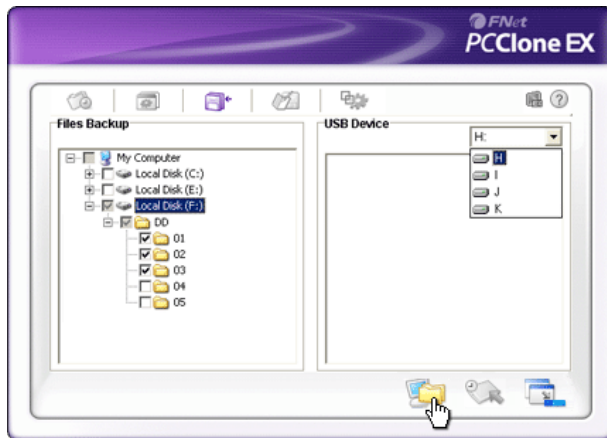 FNet
PCClone EX
Files Backup
USB Device
H:
My Computer
Local Disk (C:)
Local Disk (E:)
Local Disk (F:)
DD
01
02
03
04
05
H
I
J
K